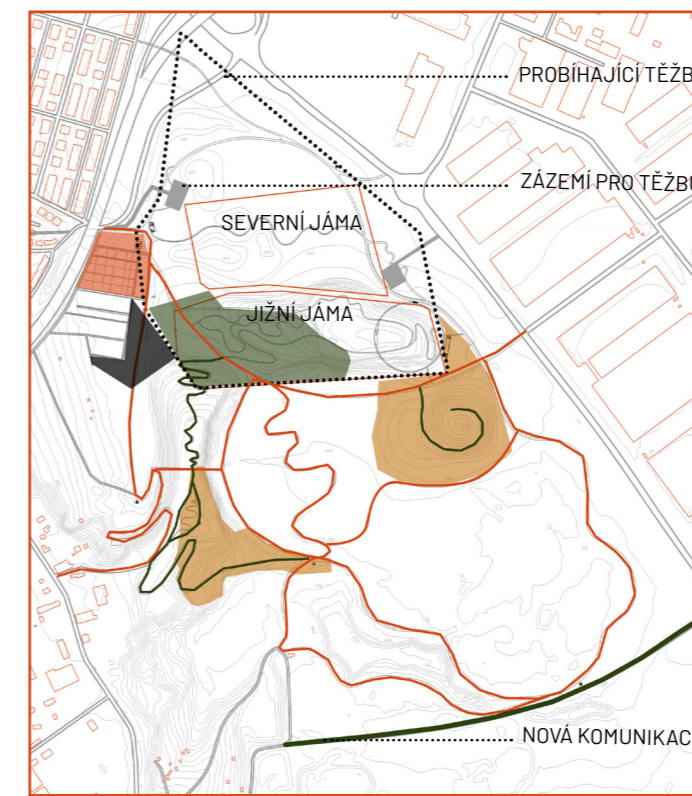 PROBÍHAJÍCÍ TĚŽB
ZÁZEMÍ PRO TĚŽBU
SEVERNÍ JÁMA
JIŽNÍ JÁMA
NOVÁ KOMUNIKAC